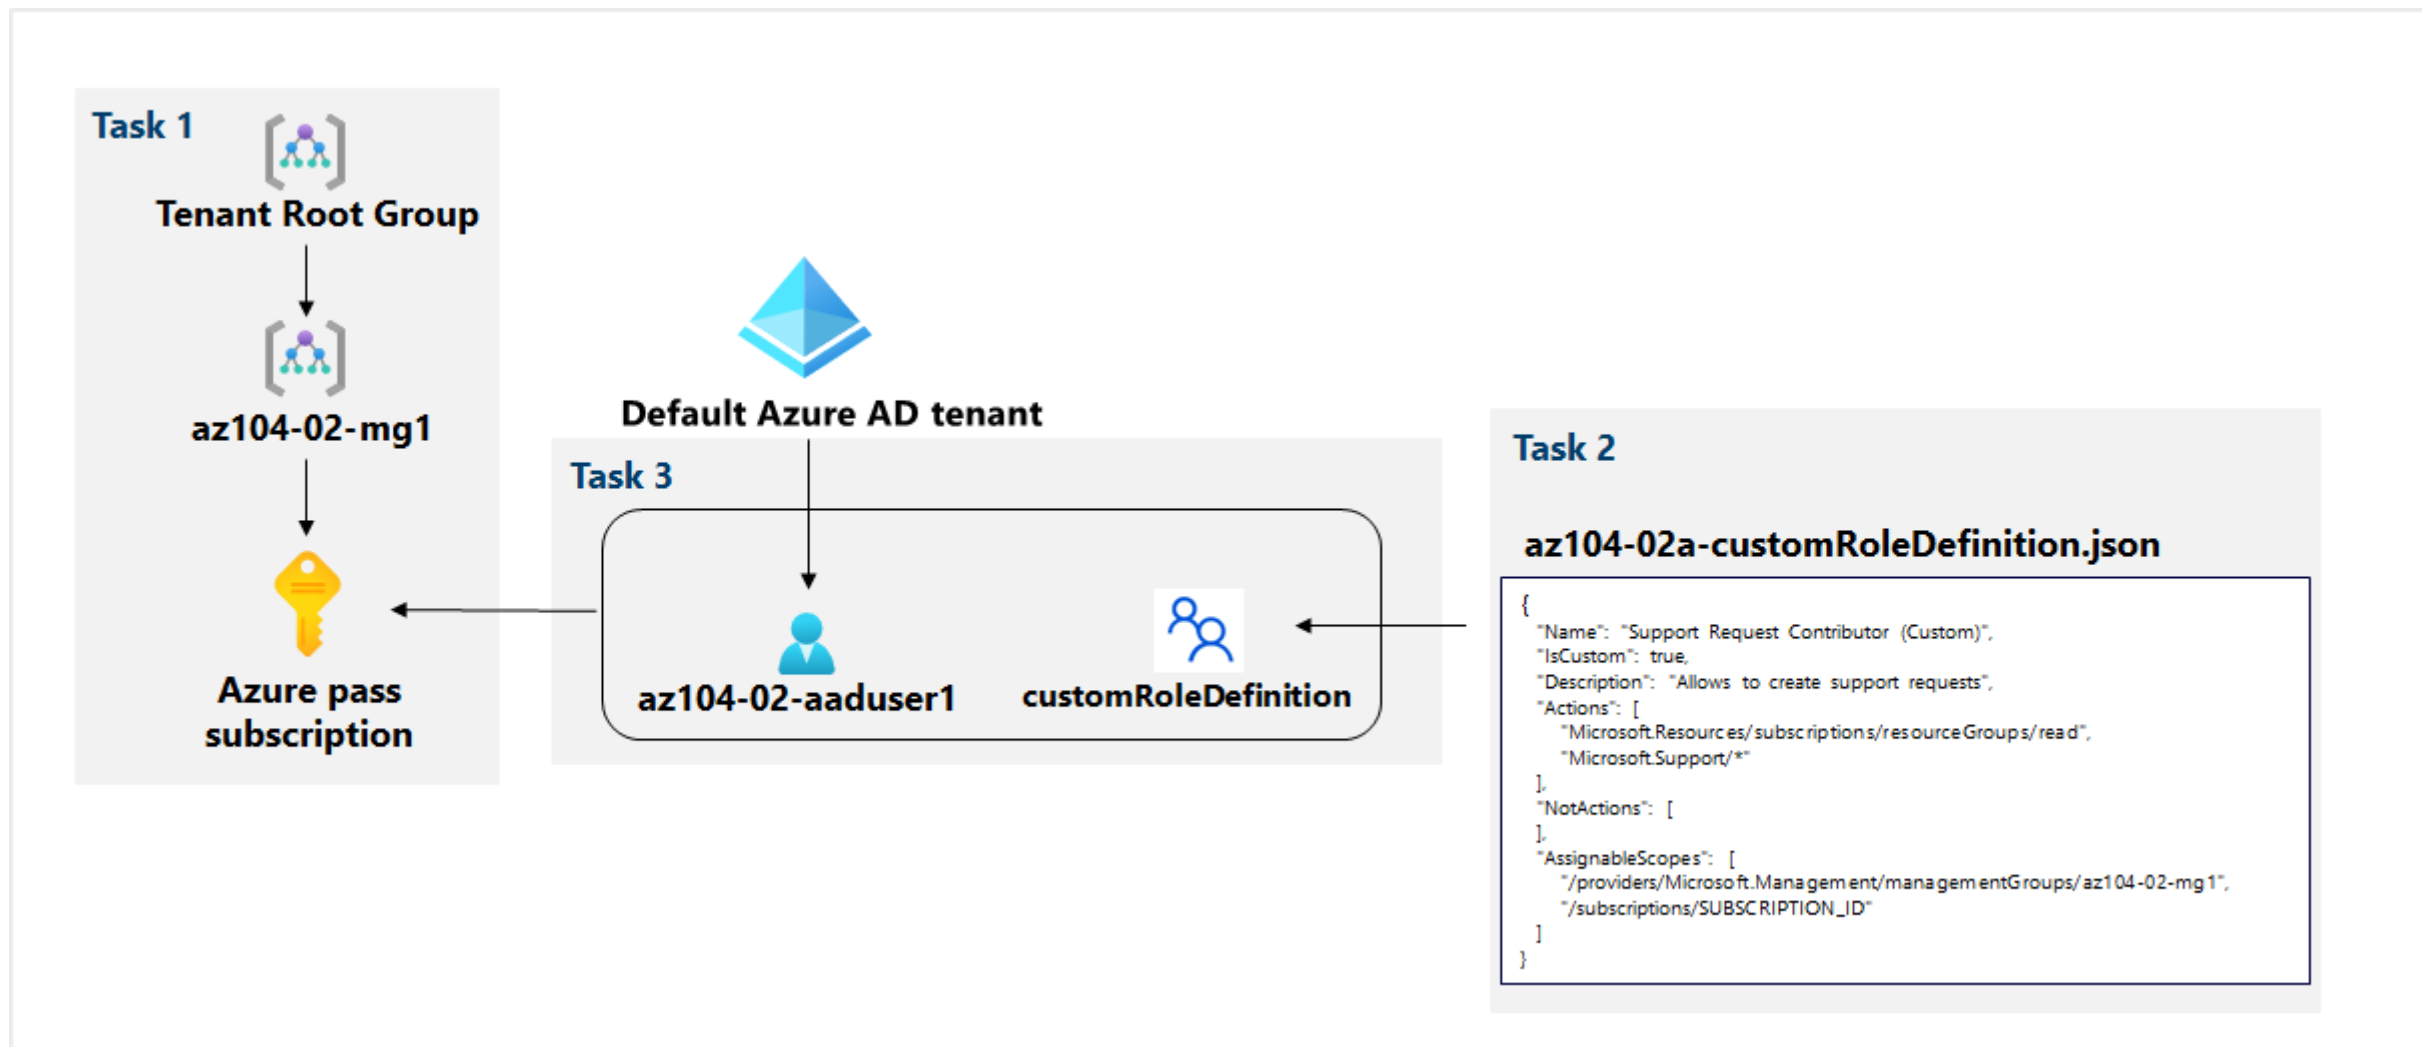 Task 1
Tenant Root Group
az104-02-mg1
Azure pass
subscription
Default Azure AD tenant
Task 3
az104-02-aaduser1
customRoleDefinition
Task 2
az104-02a-customRoleDefinition.json
{
"Name": "Support Request Contributor (Custom)",
"IsCustom": true,
"Description": "Allows to create support requests",
"Actions": [
"Microsoft.Resources/subscriptions/resourceGroups/read",
"Microsoft.Support/*"
],
"NotActions": [
],
"AssignableScopes": [
"/providers/Microsoft.Management/managementGroups/az104-02-mg1",
"/subscriptions/SUBSCRIPTION_ID"
]
}